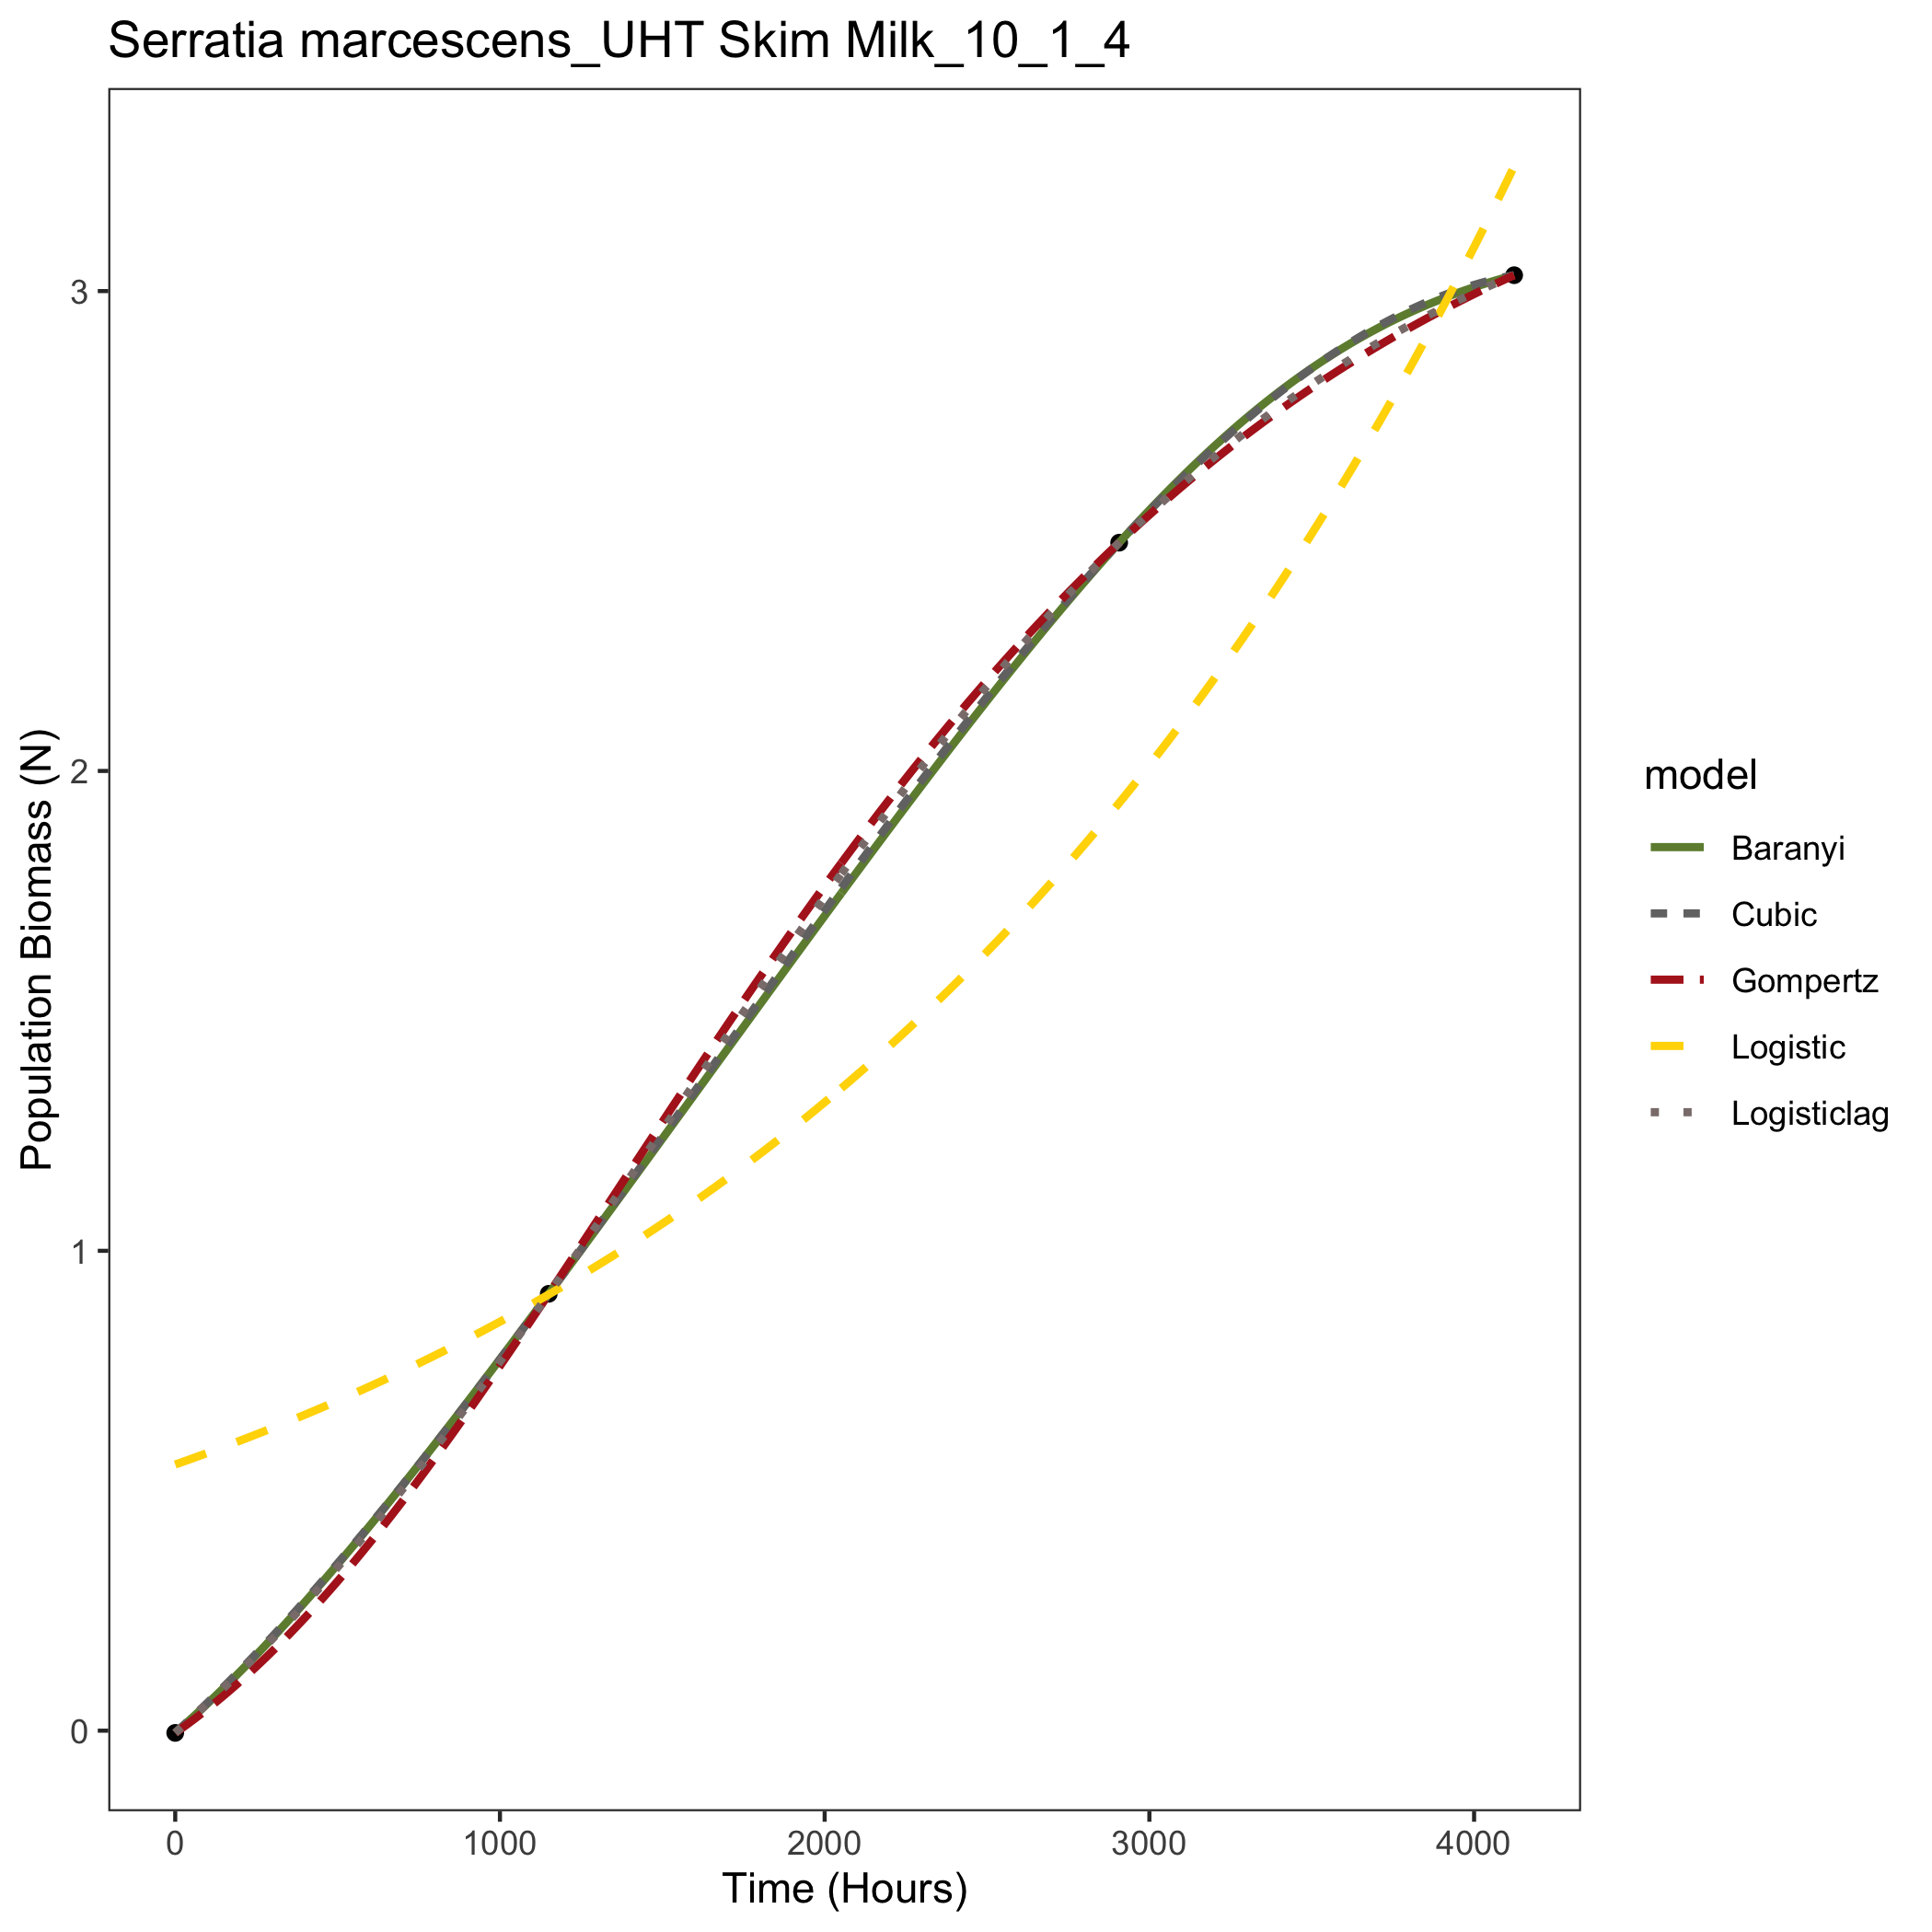 Serratia marcescens_UHT Skim Milk_10_1_4
Population Biomass (N)
3
2
1
0
0 1000 2000 3000 4000
Time (Hours)
model
Baranyi
Cubic
Gompertz
Logistic
Logisticlag